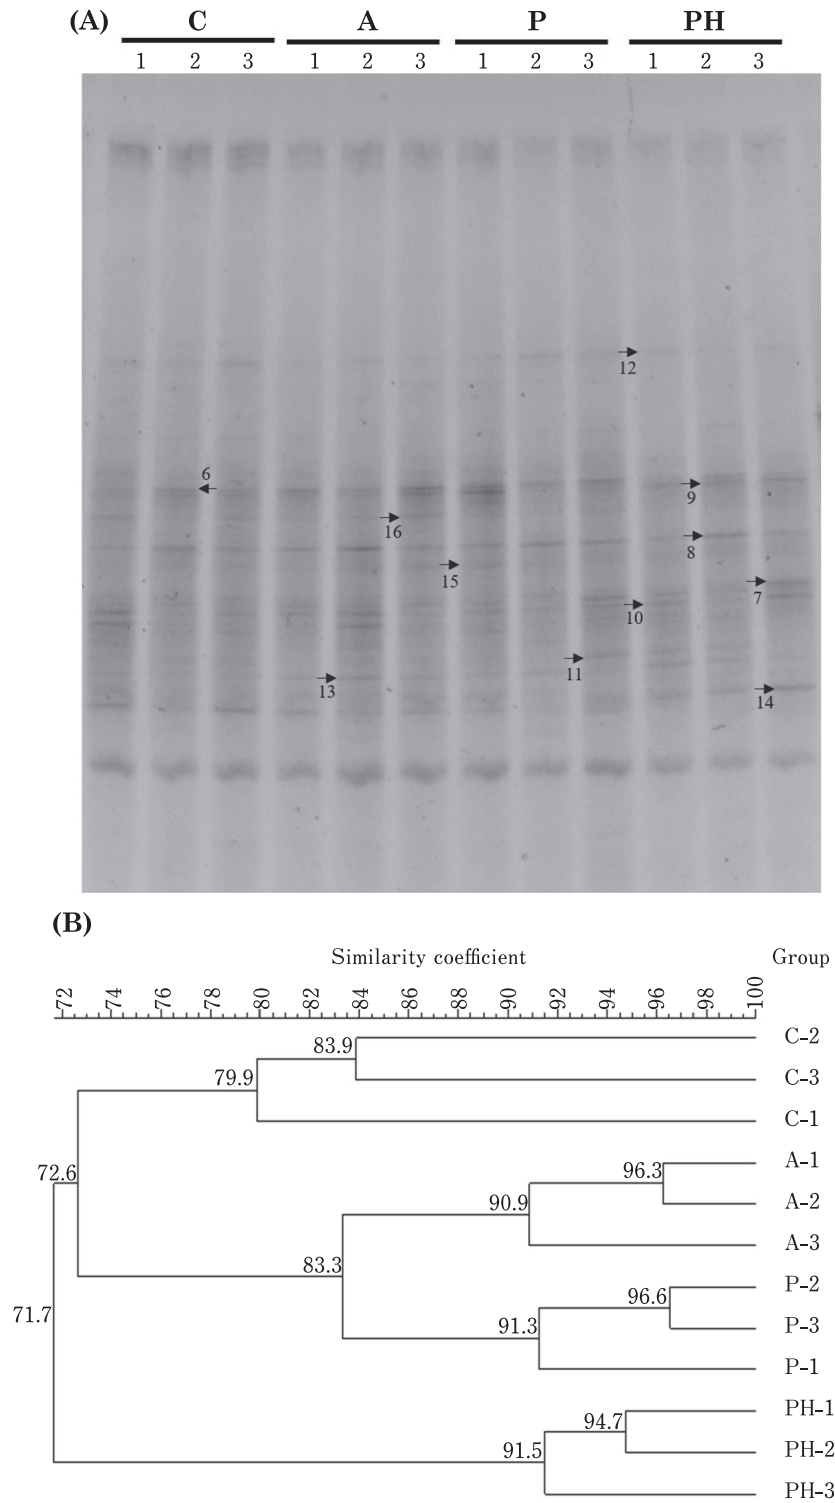 (A) C A P PH
1 2 3 1 2 3 1 2 3 1 2 3
12
6
9
16
8
15
7
10
11
13
14
(B)
Similarity coefficient Group
72 74 76 78 80 82 84 86 88 90 92 94 96 98 100
C-2
83.9
C-3
79.9
C-1
72.6
A-1
96.3
A-2
90.9
A-3
83.3
P-2
96.6
P-3
71.7
91.3
P-1
PH-1
94.7
PH-2
91.5
PH-3